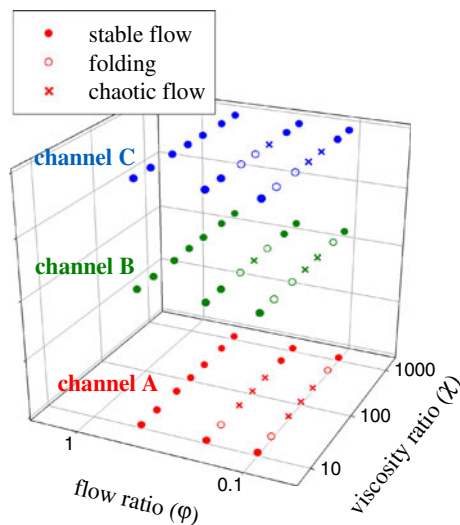 stable flow
folding
chaotic flow
channel C
channel B
channel A
1000
100
10
1
0.1
flow ratio (φ)
viscosity ratio (χ)